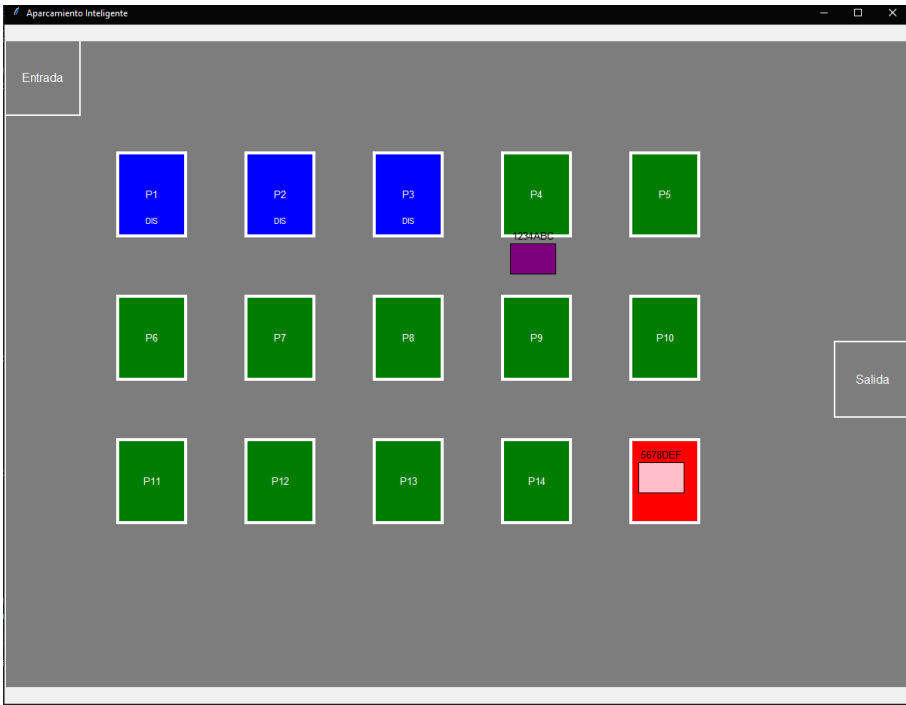 Aparcamiento Inteligente
Entrada
P1 P2 P3 P4 P5
DIS DIS DIS
1234ABC
P6 P7 P8 P9 P10
Salida
5678DEF
P11 P12 P13 P14